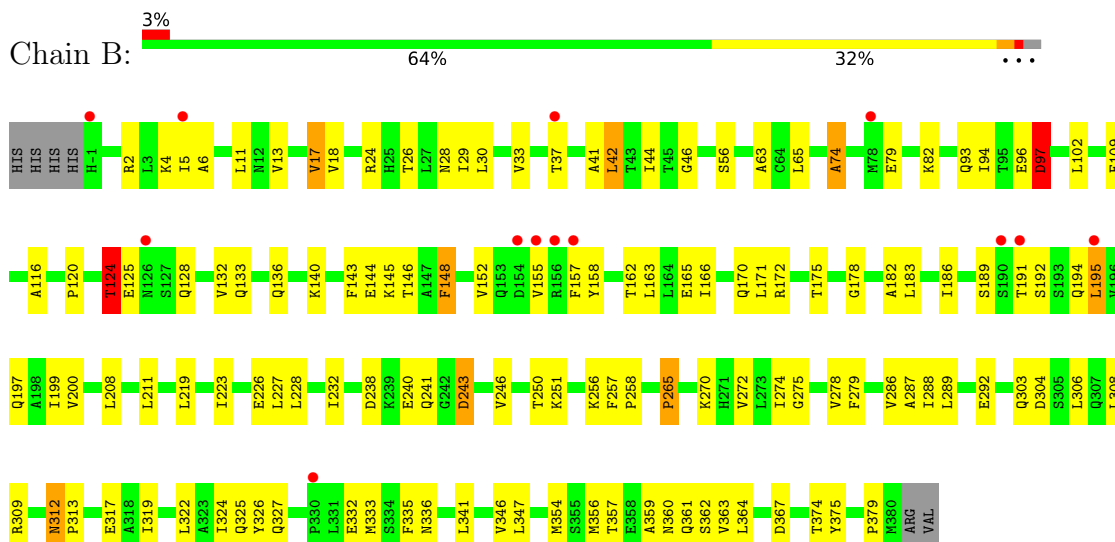 3%
Chain B:
64% 32% • • •
HIS HIS HIS HIS H-1 R2 L3 K4 I5 A6 L11 N12 V13 V17 V18 R24 H25 T26 L27 N28 I29 L30 V33 T37 A41 L42 T43 I44 T45 G46 S56 A63 C64 L65 A74 M78 E79 K82 Q93 I94 T95 E96 D97 L102
A116 P120 T124 E125 N126 S127 Q128 V132 Q133 Q136 K140 F143 E144 K145 T146 A147 F148 V152 Q153 D154 V155 R156 F157 Y158 T162 L163 L164 E165 I166 Q170 L171 R172 T175 G178 A182 L183 I186 S189 S190 T191 S192 S193 Q194 L195 V196
Q197 A198 I199 V200 L208 L211 L219 I223 E226 L227 L228 I232 D238 K239 E240 Q241 G242 D243 V246 T250 K251 K256 F257 P258 P265 K270 H271 V272 L273 I274 G275 V278 F279 V286 A287 I288 L289 E292 Q303 D304 S305 L306 Q307 L308
R309 N312 P313 E317 A318 I319 L322 A323 I324 Q325 Y326 Q327 P330 L331 E332 M333 S334 F335 N336 L341 V346 L347 M354 S355 M356 T357 E358 A359 N360 Q361 S362 V363 L364 D367 T374 Y375 P379 M380 ARG VAL